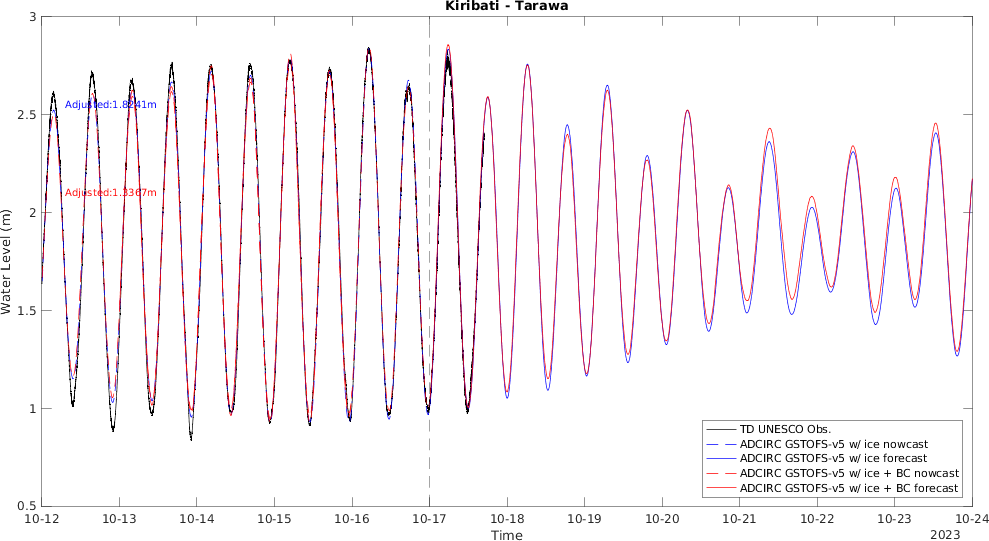 Kiribati - Tarawa
3
2.5
2
1.5
1
0.5
Water Level (m)
Adjusted:1.8241m
Adjusted:1.3367m
TD UNESCO Obs.
ADCIRC GSTOFS-v5 w/ ice nowcast
ADCIRC GSTOFS-v5 w/ ice forecast
ADCIRC GSTOFS-v5 w/ ice + BC nowcast
ADCIRC GSTOFS-v5 w/ ice + BC forecast
10-12 10-13 10-14 10-15 10-16 10-17 10-18 10-19 10-20 10-21 10-22 10-23 10-24
Time
2023